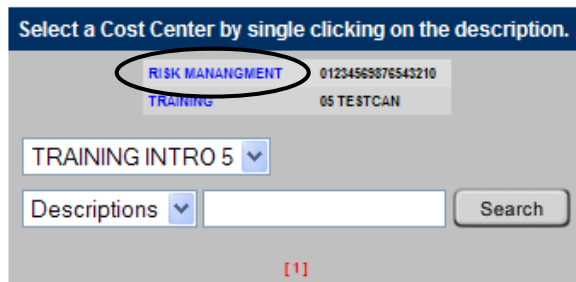 Select a Cost Center by single clicking on the description.
RISK MANANGMENT 01234569876543210
TRAINING 05 TESTCAN
TRAINING INTRO 5
Descriptions Search
[1]